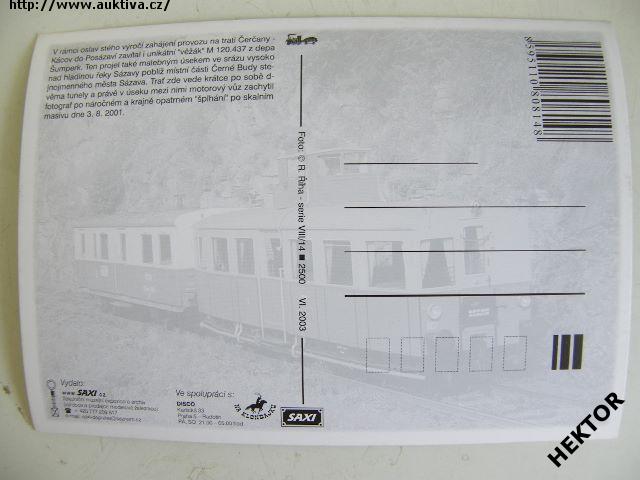 http://www.auktiva.cz/
V rámci oslav stého výročí zahájení provozu na trati Čerčany -
Kácov do Posázaví zavítal i unikátní "věžák" M 120.437 z depa
Šumperk. Ten projel také malebným úsekem ve srázu vysoko
nad hladinou řeky Sázavy poblíž místní části Černé Budy ste-
jnojmenného města Sázava. Trať zde vede krátce po sobě d-
věma tunely a právě v úseku mezi nimi motorový vůz zachytil
fotograf po náročném a krajně opatrném "šplhání" po skalním
masivu dne 3. 8. 2001.
8595110808148
Foto: © R. Říha - serie VIII/14 ■ 2500 VI. 2003
Vydalo:
www.SAXI.cz
Ve spolupráci s:
DISCO
Praha 5 - Radotín
NA KLONDAJKU
SAXI
HEKTOR